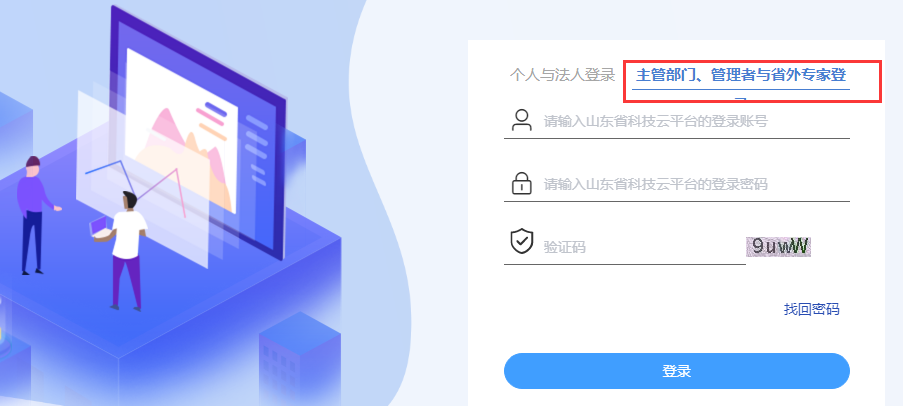 个人与法人登录
主管部门、管理者与省外专家登
请输入山东省科技云平台的登录账号
请输入山东省科技云平台的登录密码
验证码
9uwW
找回密码
登录